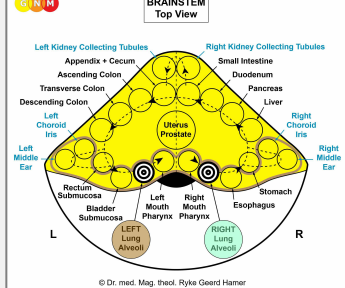 GNM
BRAINSTEM
Top View
Left Kidney Collecting Tubules
Right Kidney Collecting Tubules
Appendix + Cecum
Small Intestine
Ascending Colon
Duodenum
Transverse Colon
Pancreas
Descending Colon
Liver
Left
Choroid
Iris
Right
Choroid
Iris
Uterus
Prostate
Left
Middle
Ear
Right
Middle
Ear
Rectum
Submucosa
Stomach
Bladder
Submucosa
Left
Mouth
Pharynx
Right
Mouth
Pharynx
Esophagus
L
R
LEFT
Lung
Alveoli
RIGHT
Lung
Alveoli
© Dr. med. Mag. theol. Ryke Geerd Hamer